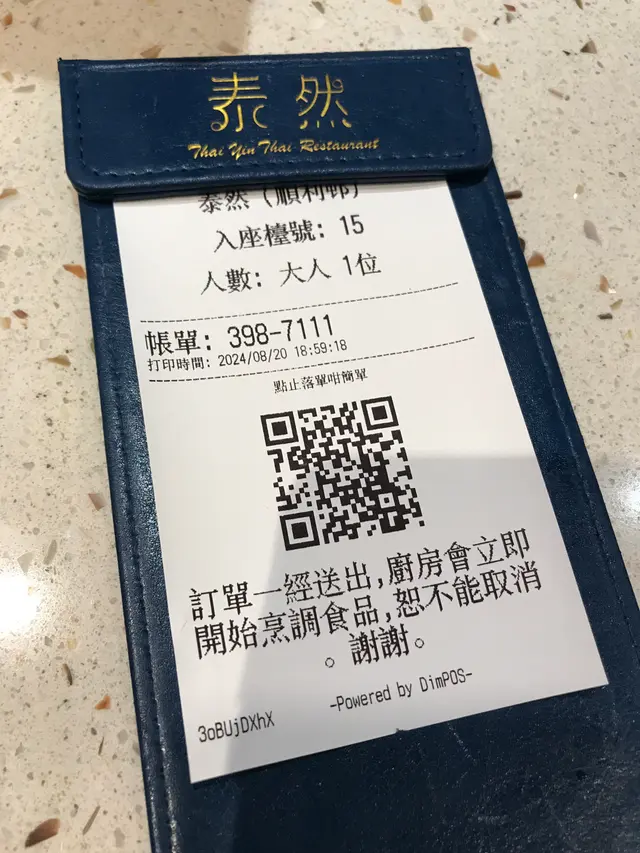 泰然
Thai Yin Thai Restaurant
泰然 (順利邨)
入座檯號: 15
人數: 大人 1位
帳單: 398-7111
打印時間: 2024/08/20 18:59:18
點止落單咁簡單
訂單一經送出,廚房會立即
開始烹調食品,恕不能取消
。謝謝。
-Powered by DimPOS-
3oBUjDXhX